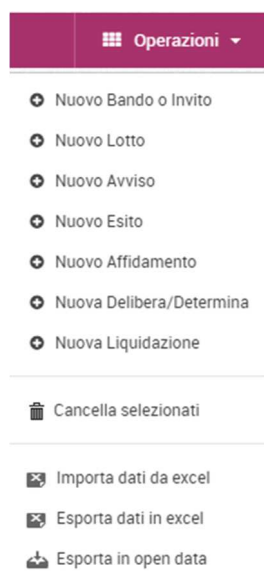 Operazioni
Nuovo Bando o Invito
Nuovo Lotto
Nuovo Avviso
Nuovo Esito
Nuovo Affidamento
Nuova Delibera/Determina
Nuova Liquidazione
Cancella selezionati
Importa dati da excel
Esporta dati in excel
Esporta in open data